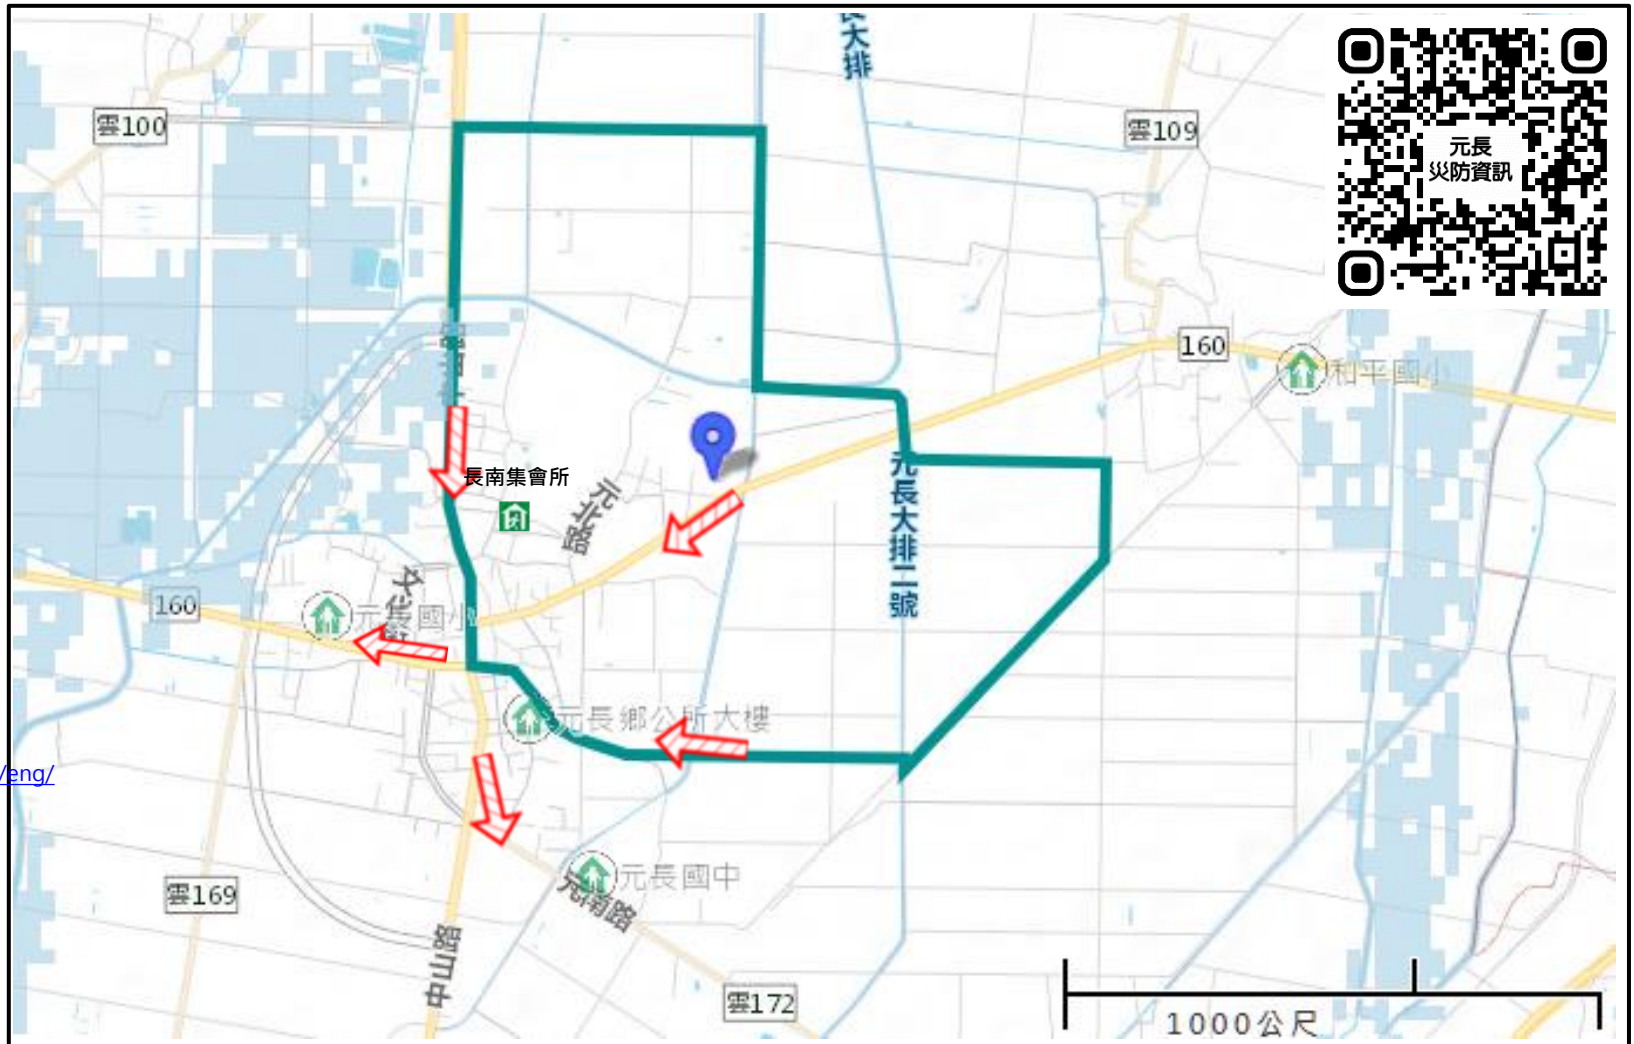 長大排
雲100
雲109
元長
災防資訊
160
和平國小
長南集會所
元北路
元長大排二號
160
元長國小
元長鄉公所大樓
/eng/
元長國中
元南路
雲169
中山路
雲172
1000公尺